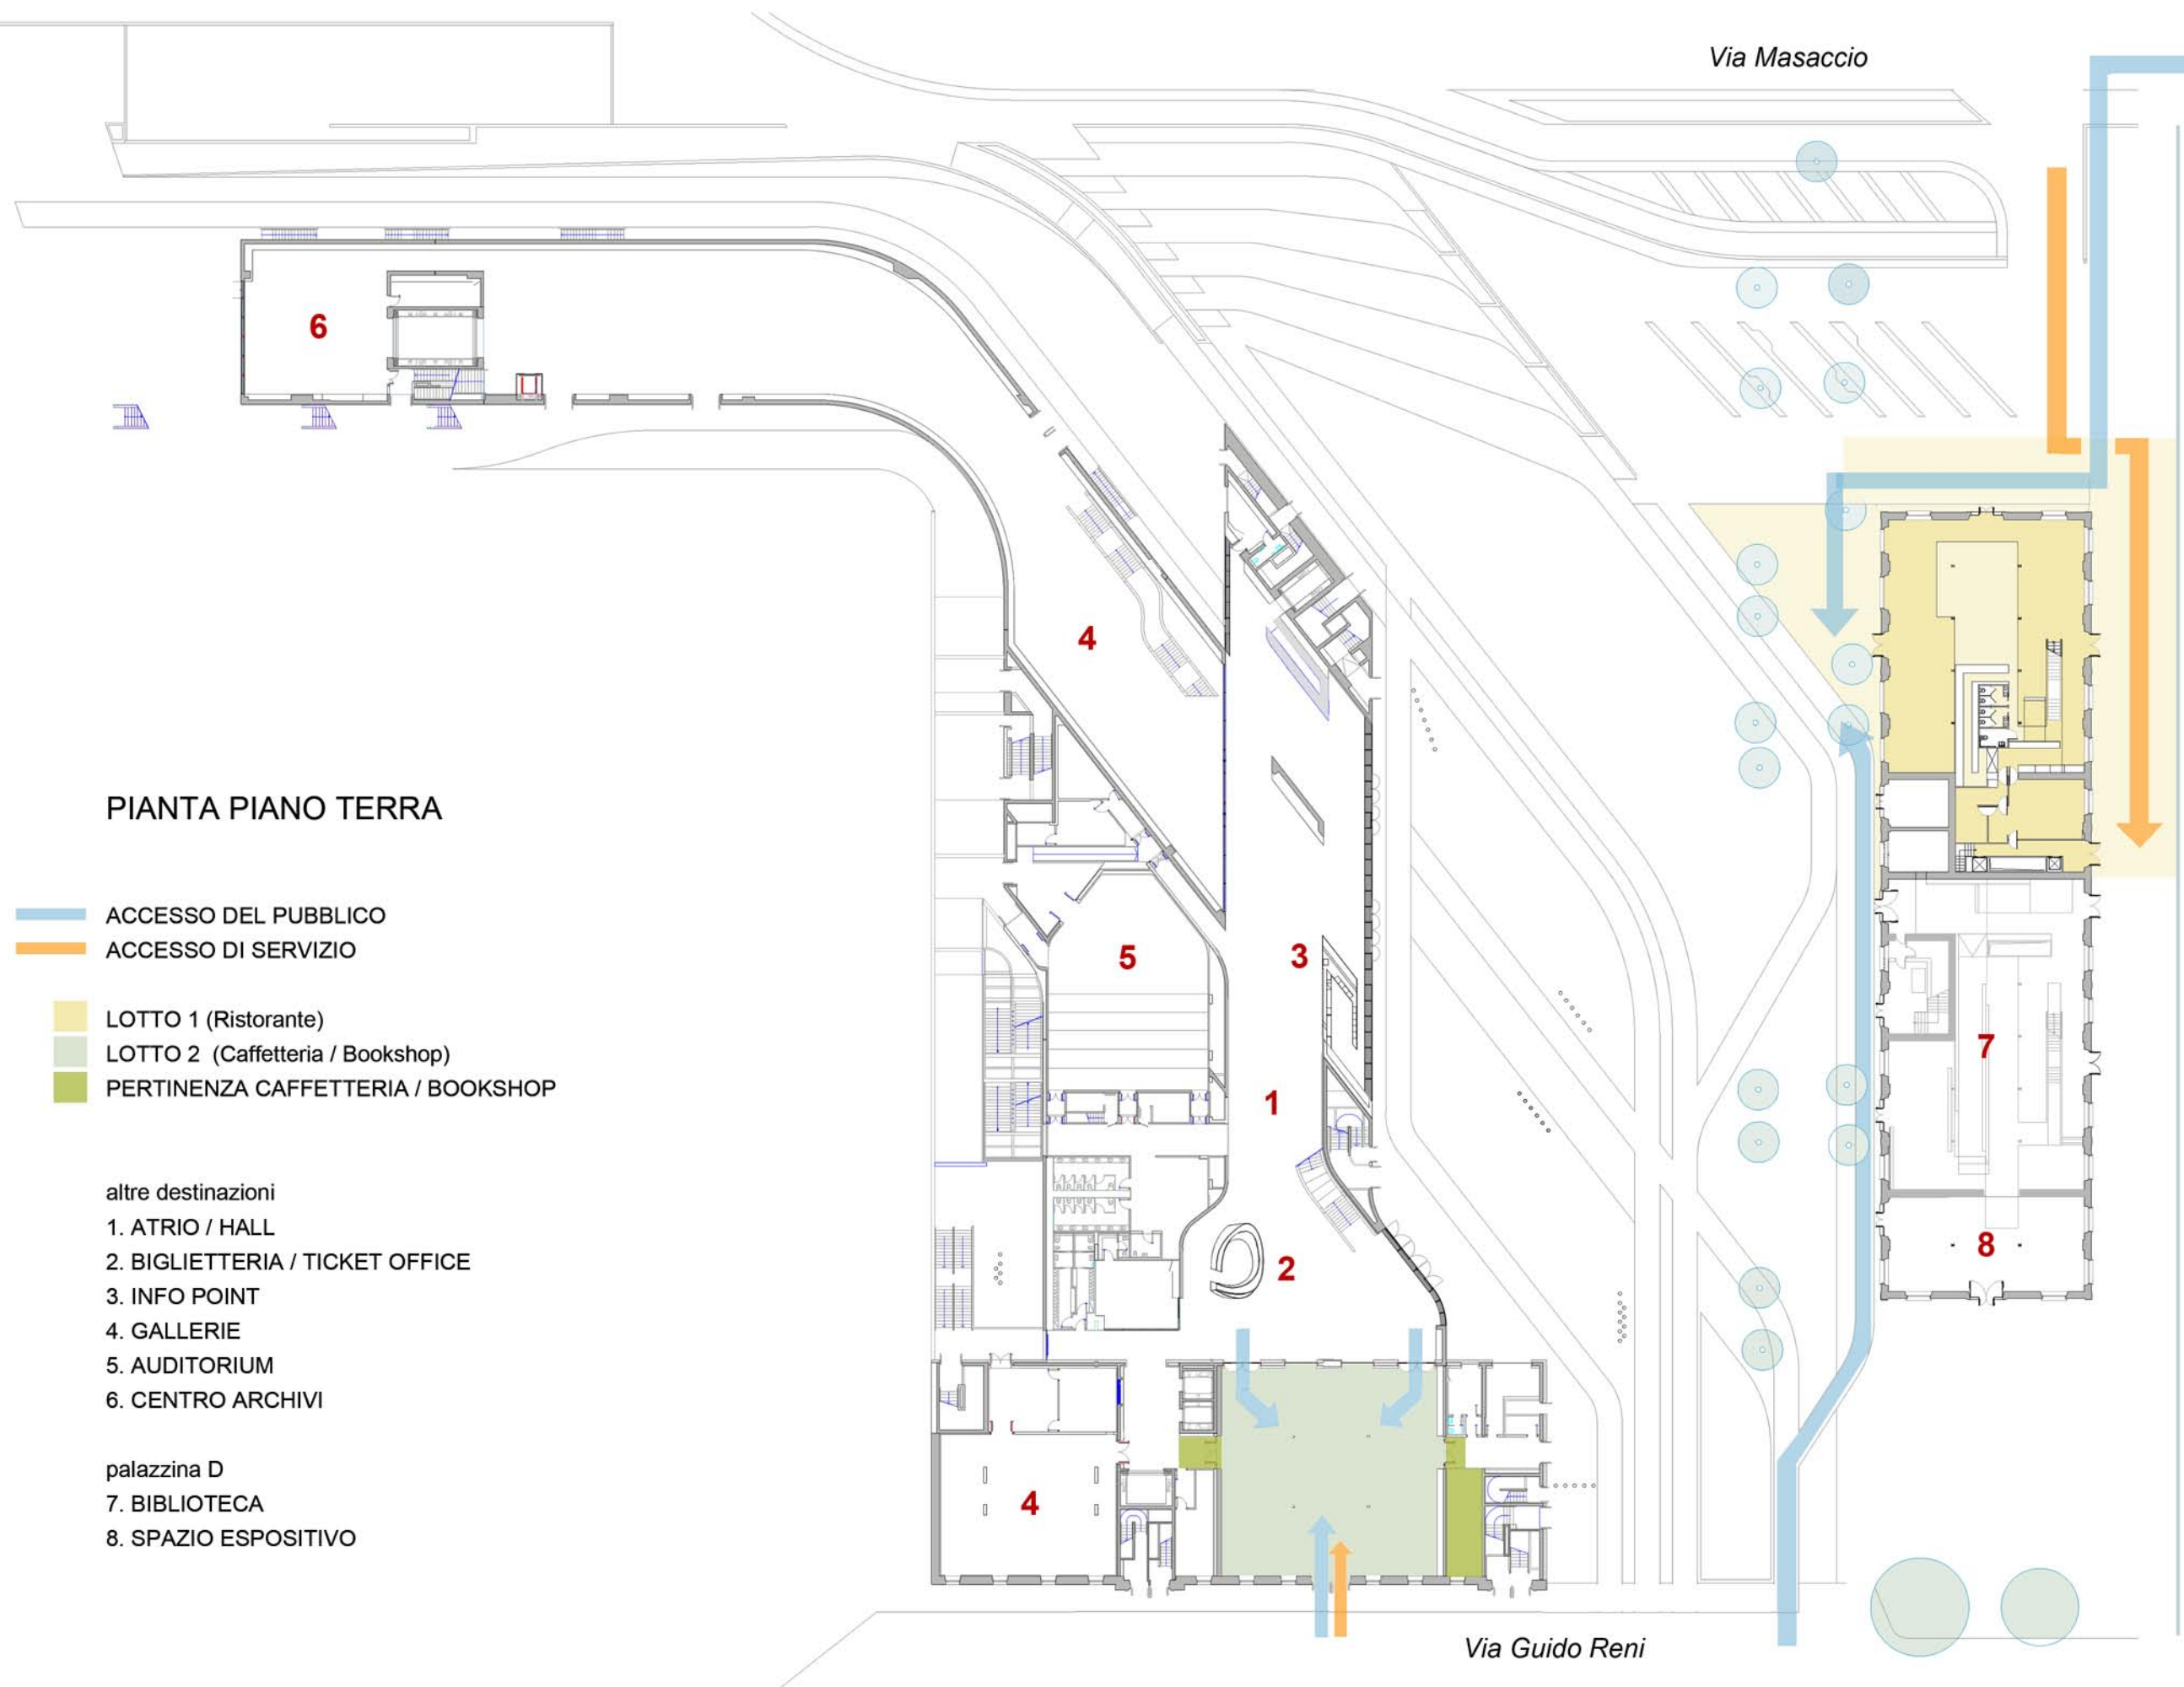 Via Masaccio
6
4
PIANTA PIANO TERRA
ACCESSO DEL PUBBLICO
ACCESSO DI SERVIZIO
5
3
LOTTO 1 (Ristorante)
LOTTO 2 (Caffetteria / Bookshop)
7
PERTINENZA CAFFETTERIA / BOOKSHOP
1
altre destinazioni
1. ATRIO / HALL
8
2. BIGLIETTERIA / TICKET OFFICE
2
3. INFO POINT
4. GALLERIE
5. AUDITORIUM
6. CENTRO ARCHIVI
palazzina D
7. BIBLIOTECA
4
8. SPAZIO ESPOSITIVO
Via Guido Reni